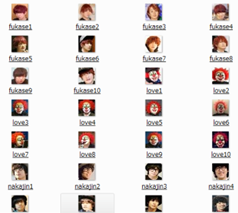 fukase1 fukase2 fukase3 fukase4
fukase5 fukase6 fukase7 fukase8
fukase9 fukase10 love1 love2
love3 love4 love5 love6
love7 love8 love9 love10
nakajin1 nakajin2 nakajin3 nakajin4